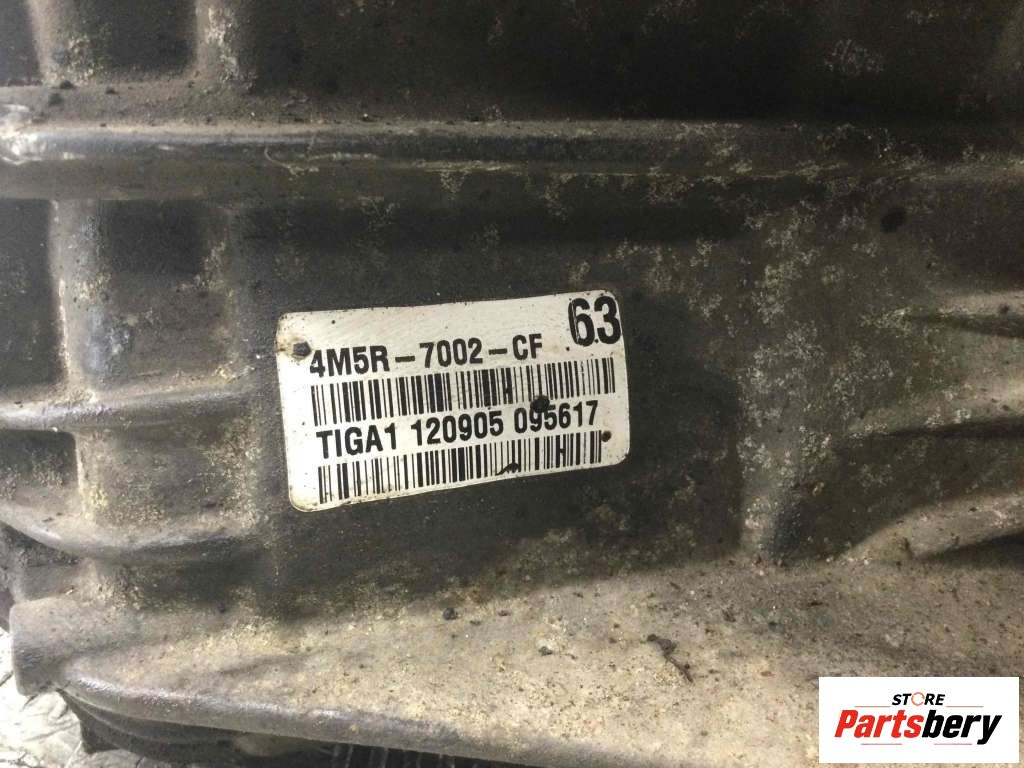 4M5R-7002-CF 63
TIGA1 120905 095617
STORE
Partsbery